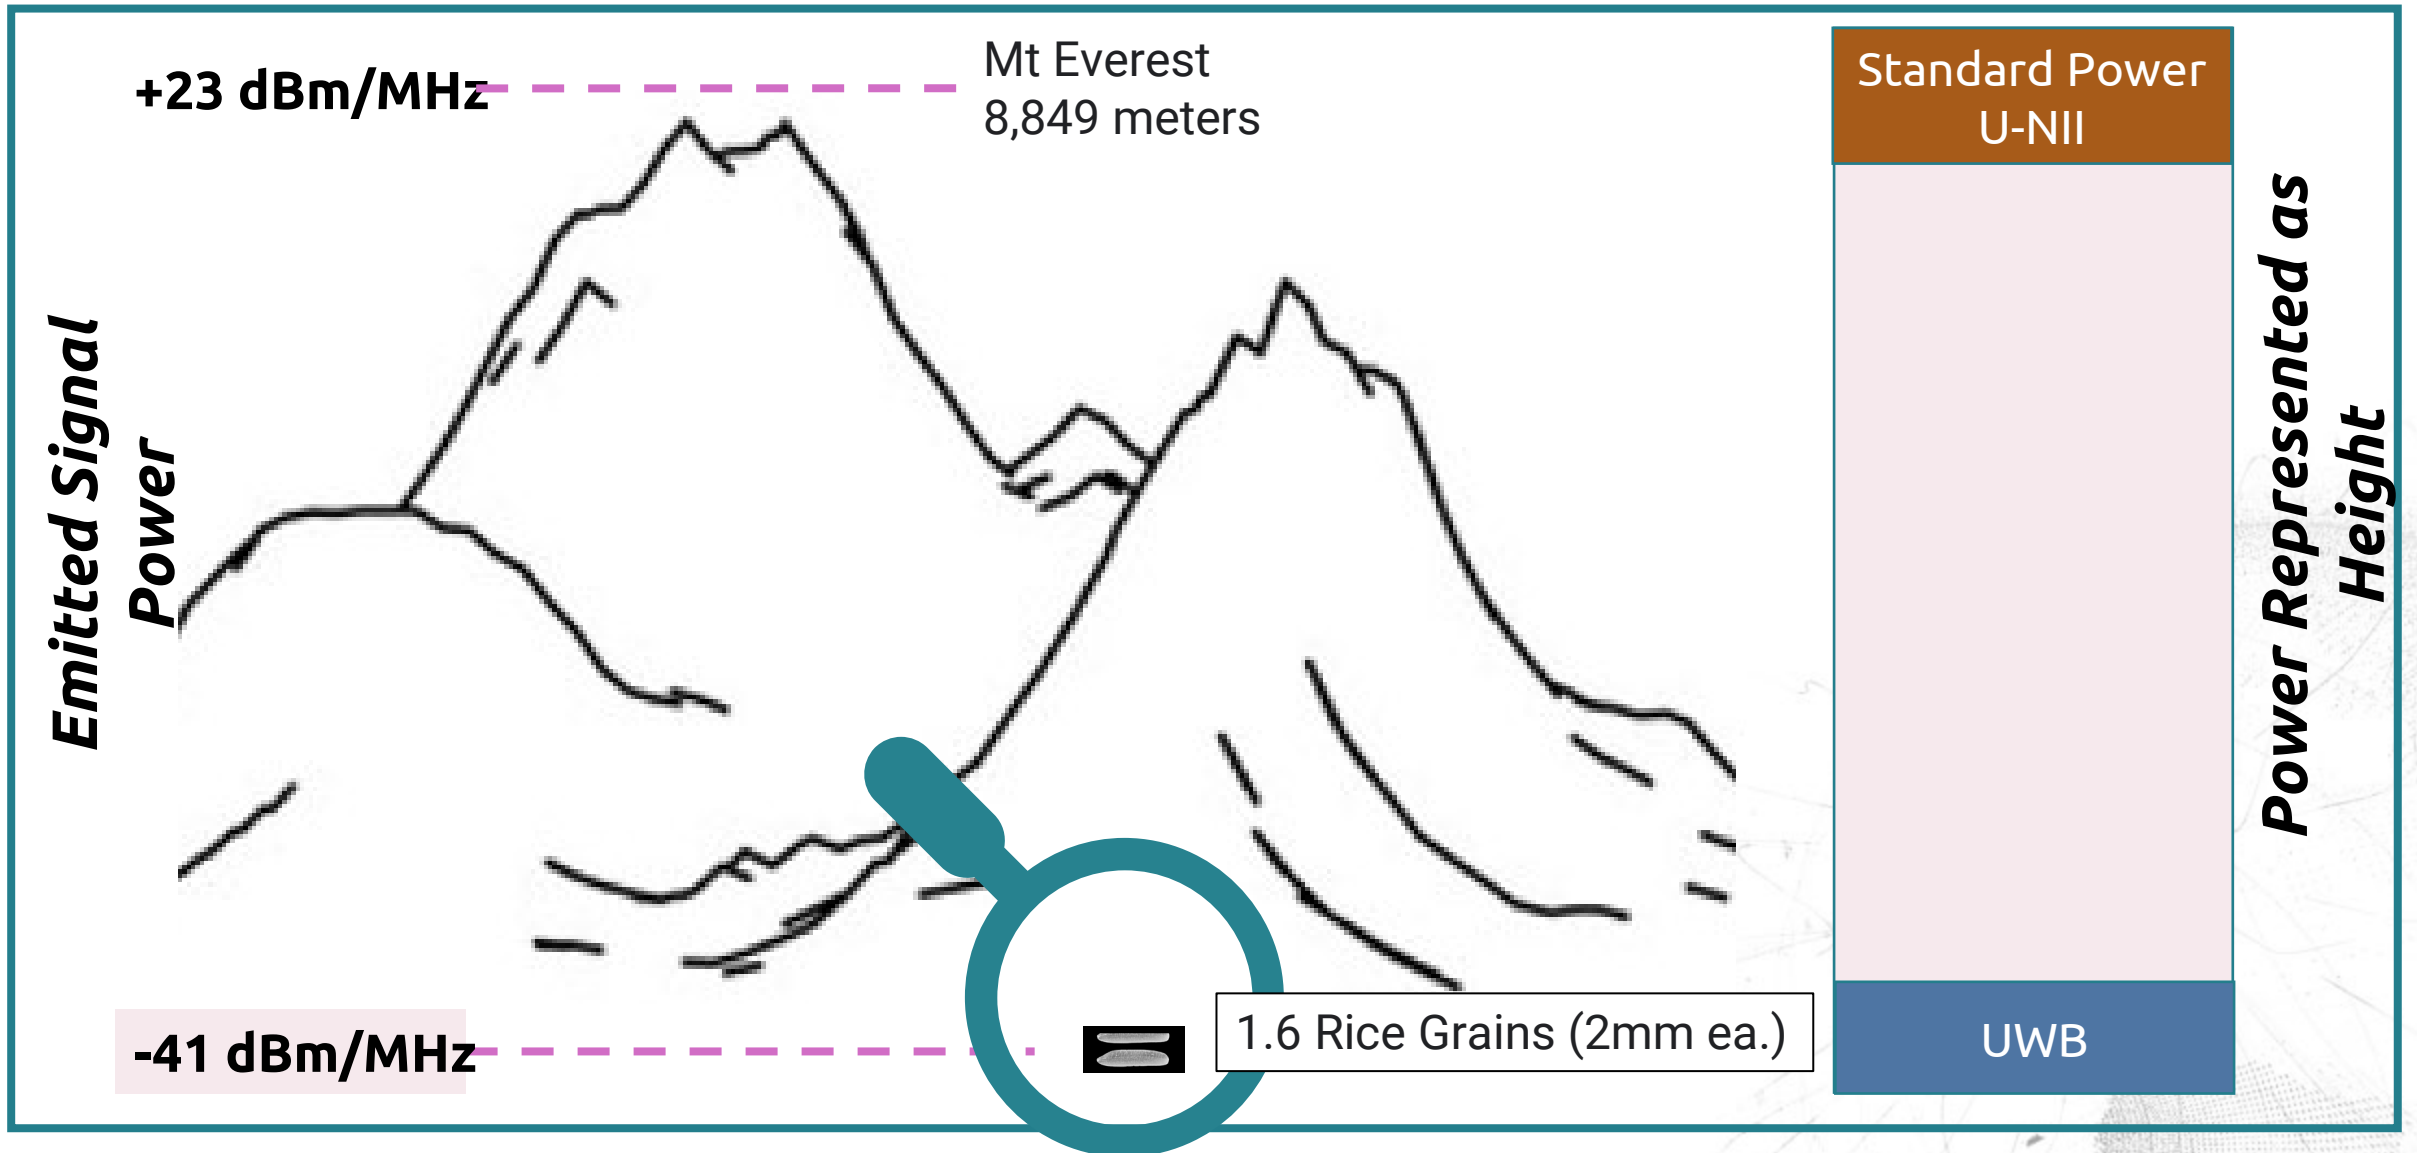 +23 dBm/MHz
Mt Everest
8,849 meters
Standard Power
U-NII
Emitted Signal
Power
Power Represented as
Height
-41 dBm/MHz
1.6 Rice Grains (2mm ea.)
UWB